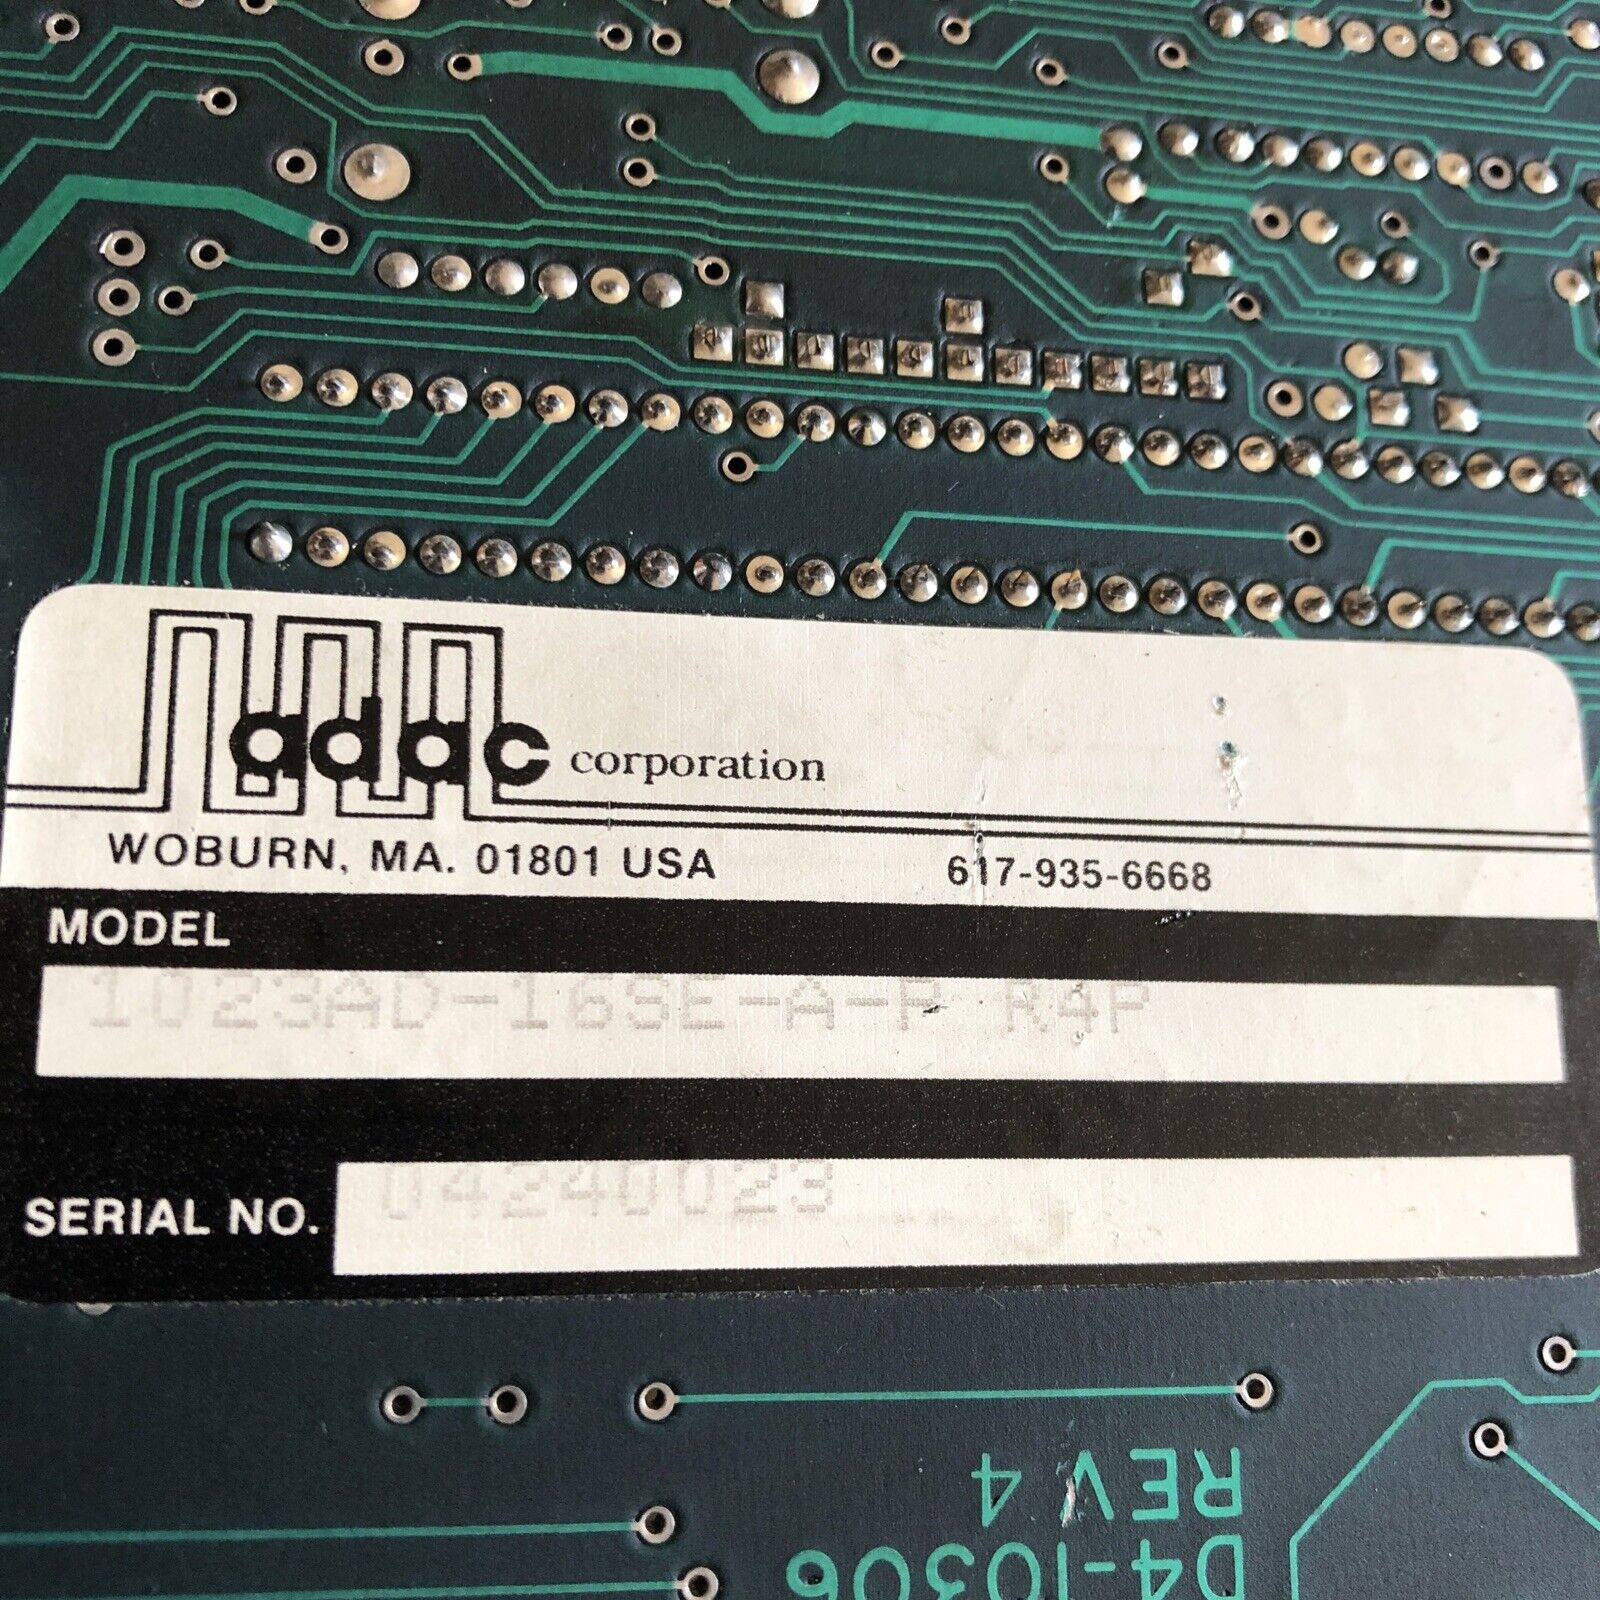 adac corporation
WOBURN, MA. 01801 USA 617-935-6668
MODEL
1023AD-16SE-A-P R4P
SERIAL NO. 04240023
REV 4
D4-10306